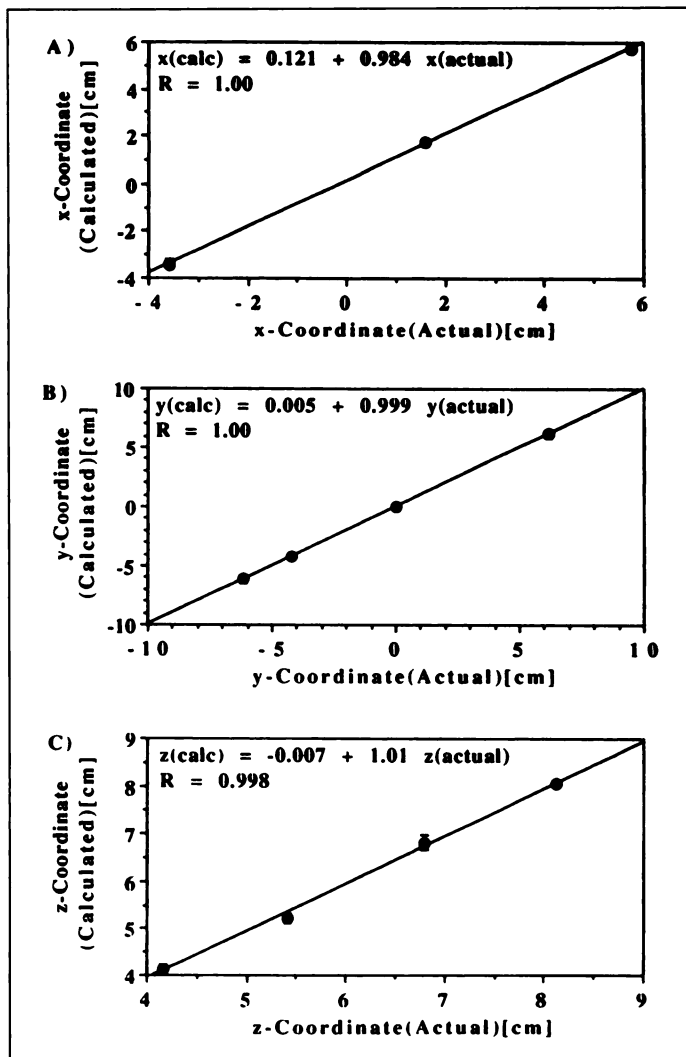 A)
x(calc) = 0.121 + 0.984 x(actual)
R = 1.00
x-Coordinate
(Calculated)[cm]
6
4
2
0
-2
-4
-4 -2 0 2 4 6
x-Coordinate(Actual)[cm]
B)
y(calc) = 0.005 + 0.999 y(actual)
R = 1.00
y-Coordinate
(Calculated)[cm]
10
5
0
-5
-10
-10 -5 0 5 10
y-Coordinate(Actual)[cm]
C)
z(calc) = -0.007 + 1.01 z(actual)
R = 0.998
z-Coordinate
(Calculated)[cm]
9
8
7
6
5
4
4 5 6 7 8 9
z-Coordinate(Actual)[cm]